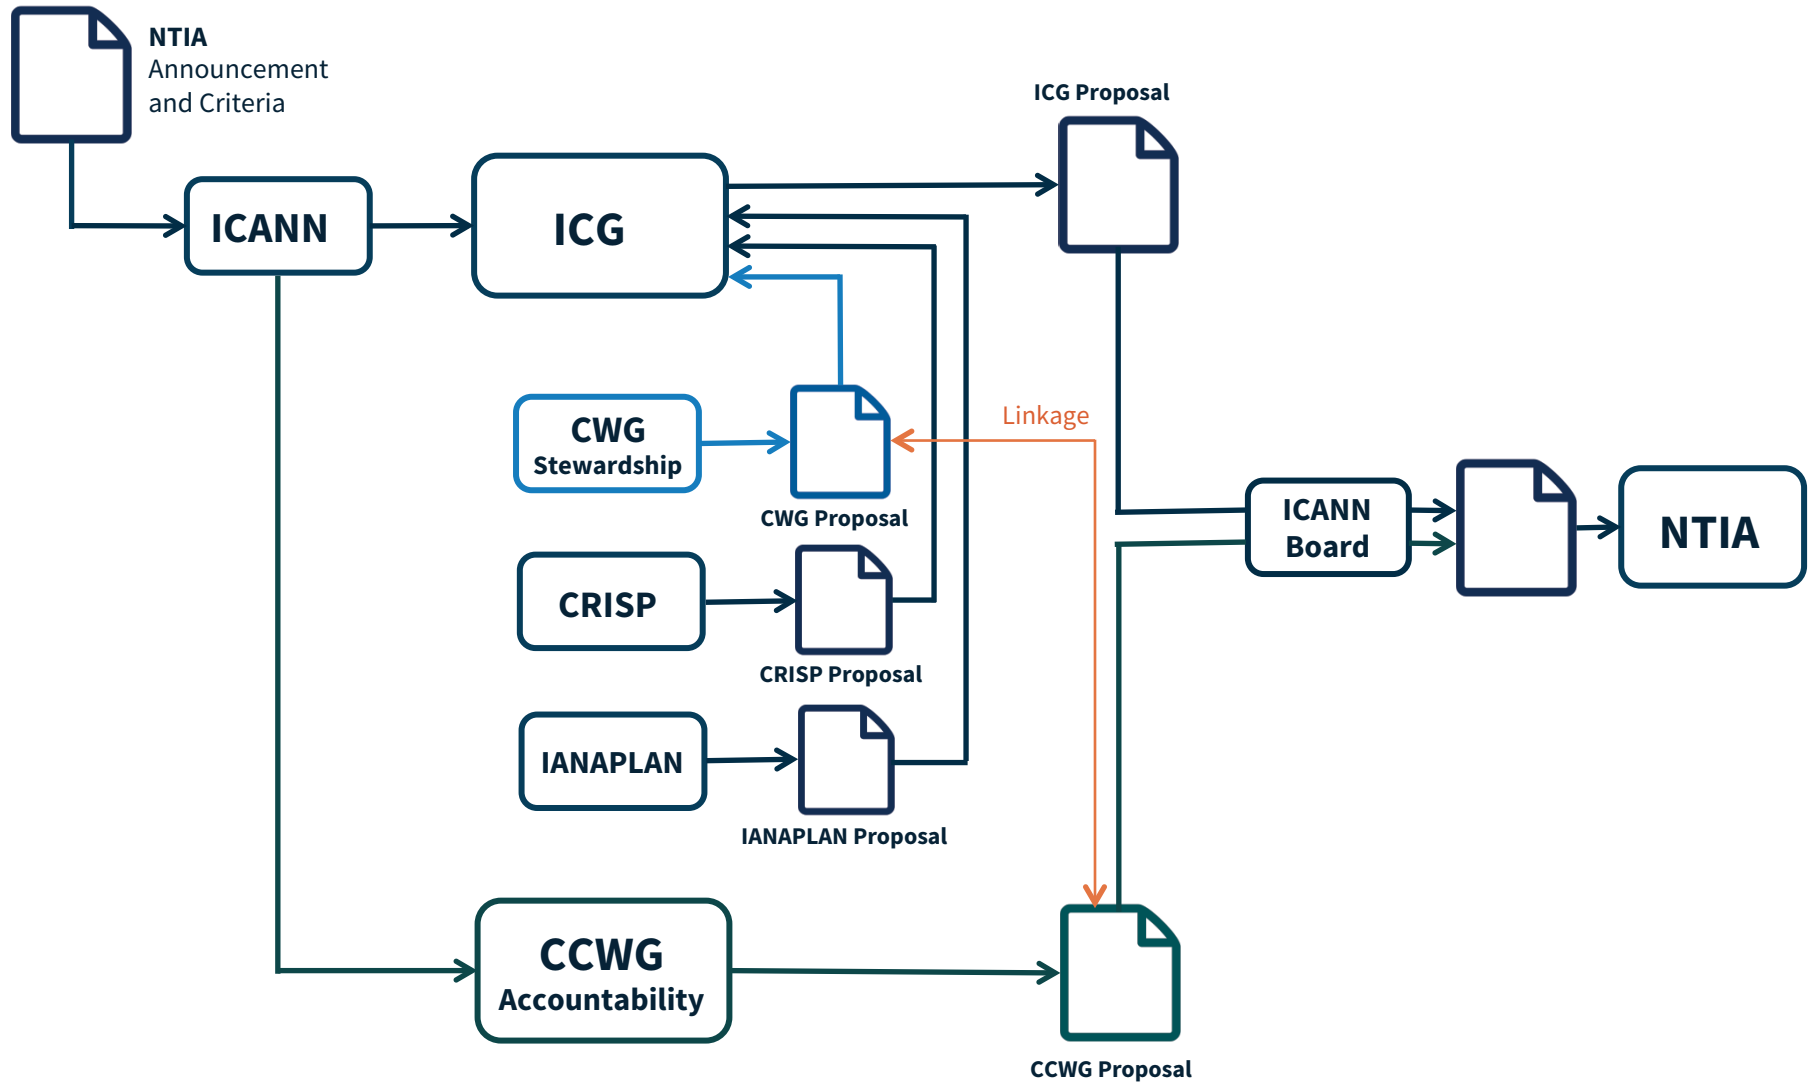 NTIA
Announcement
and Criteria
ICG Proposal
ICANN
ICG
Linkage
CWG
Stewardship
CWG Proposal
ICANN
Board
NTIA
CRISP
CRISP Proposal
IANAPLAN
IANAPLAN Proposal
CCWG
Accountability
CCWG Proposal